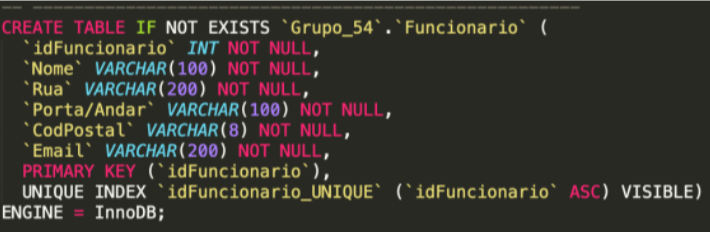 CREATE TABLE IF NOT EXISTS `Grupo_54`.`Funcionario` (
`idFuncionario` INT NOT NULL,
`Nome` VARCHAR(100) NOT NULL,
`Rua` VARCHAR(200) NOT NULL,
`Porta/Andar` VARCHAR(100) NOT NULL,
`CodPostal` VARCHAR(8) NOT NULL,
`Email` VARCHAR(200) NOT NULL,
PRIMARY KEY (`idFuncionario`),
UNIQUE INDEX `idFuncionario_UNIQUE` (`idFuncionario` ASC) VISIBLE)
ENGINE = InnoDB;